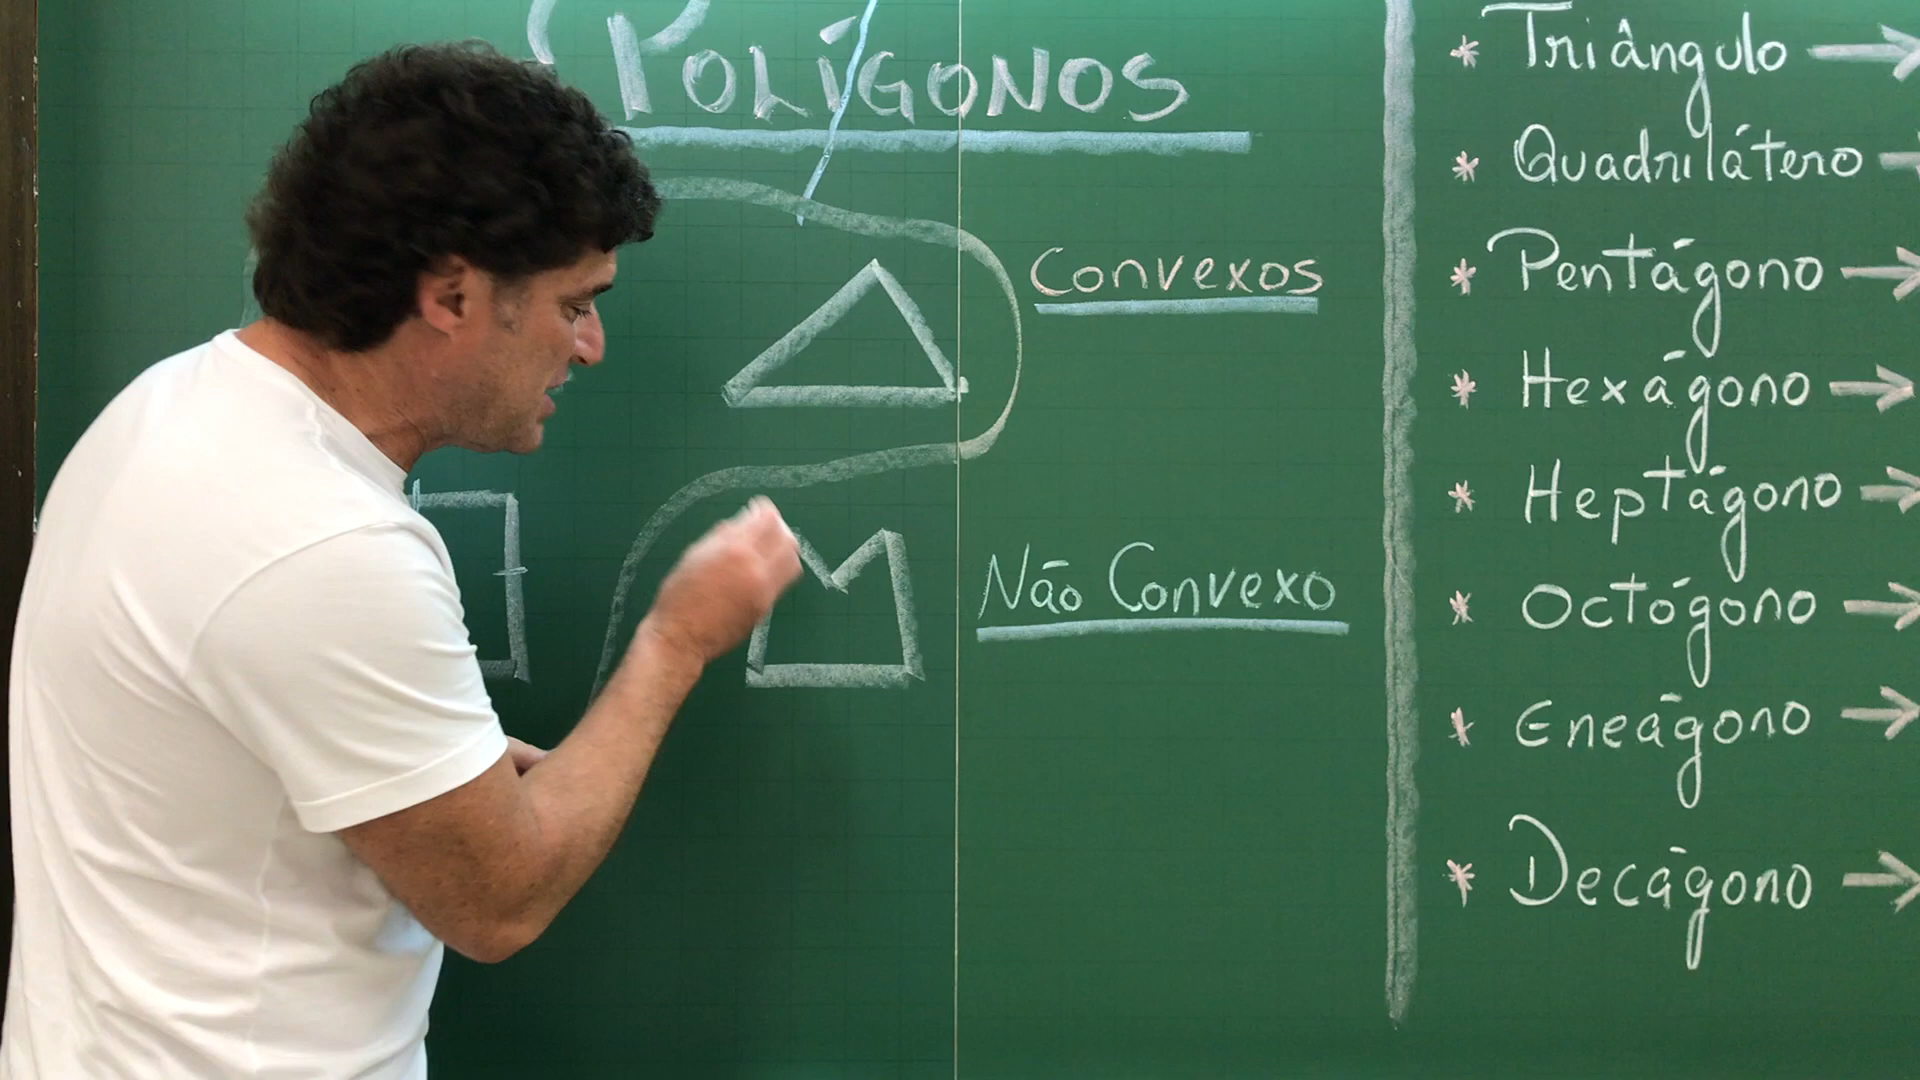 POLÍGONOS
Convexos
Não Convexo
* Triângulo →
* Quadrilátero →
* Pentágono →
* Hexágono →
* Heptágono →
* Octógono →
* Eneágono →
* Decágono →